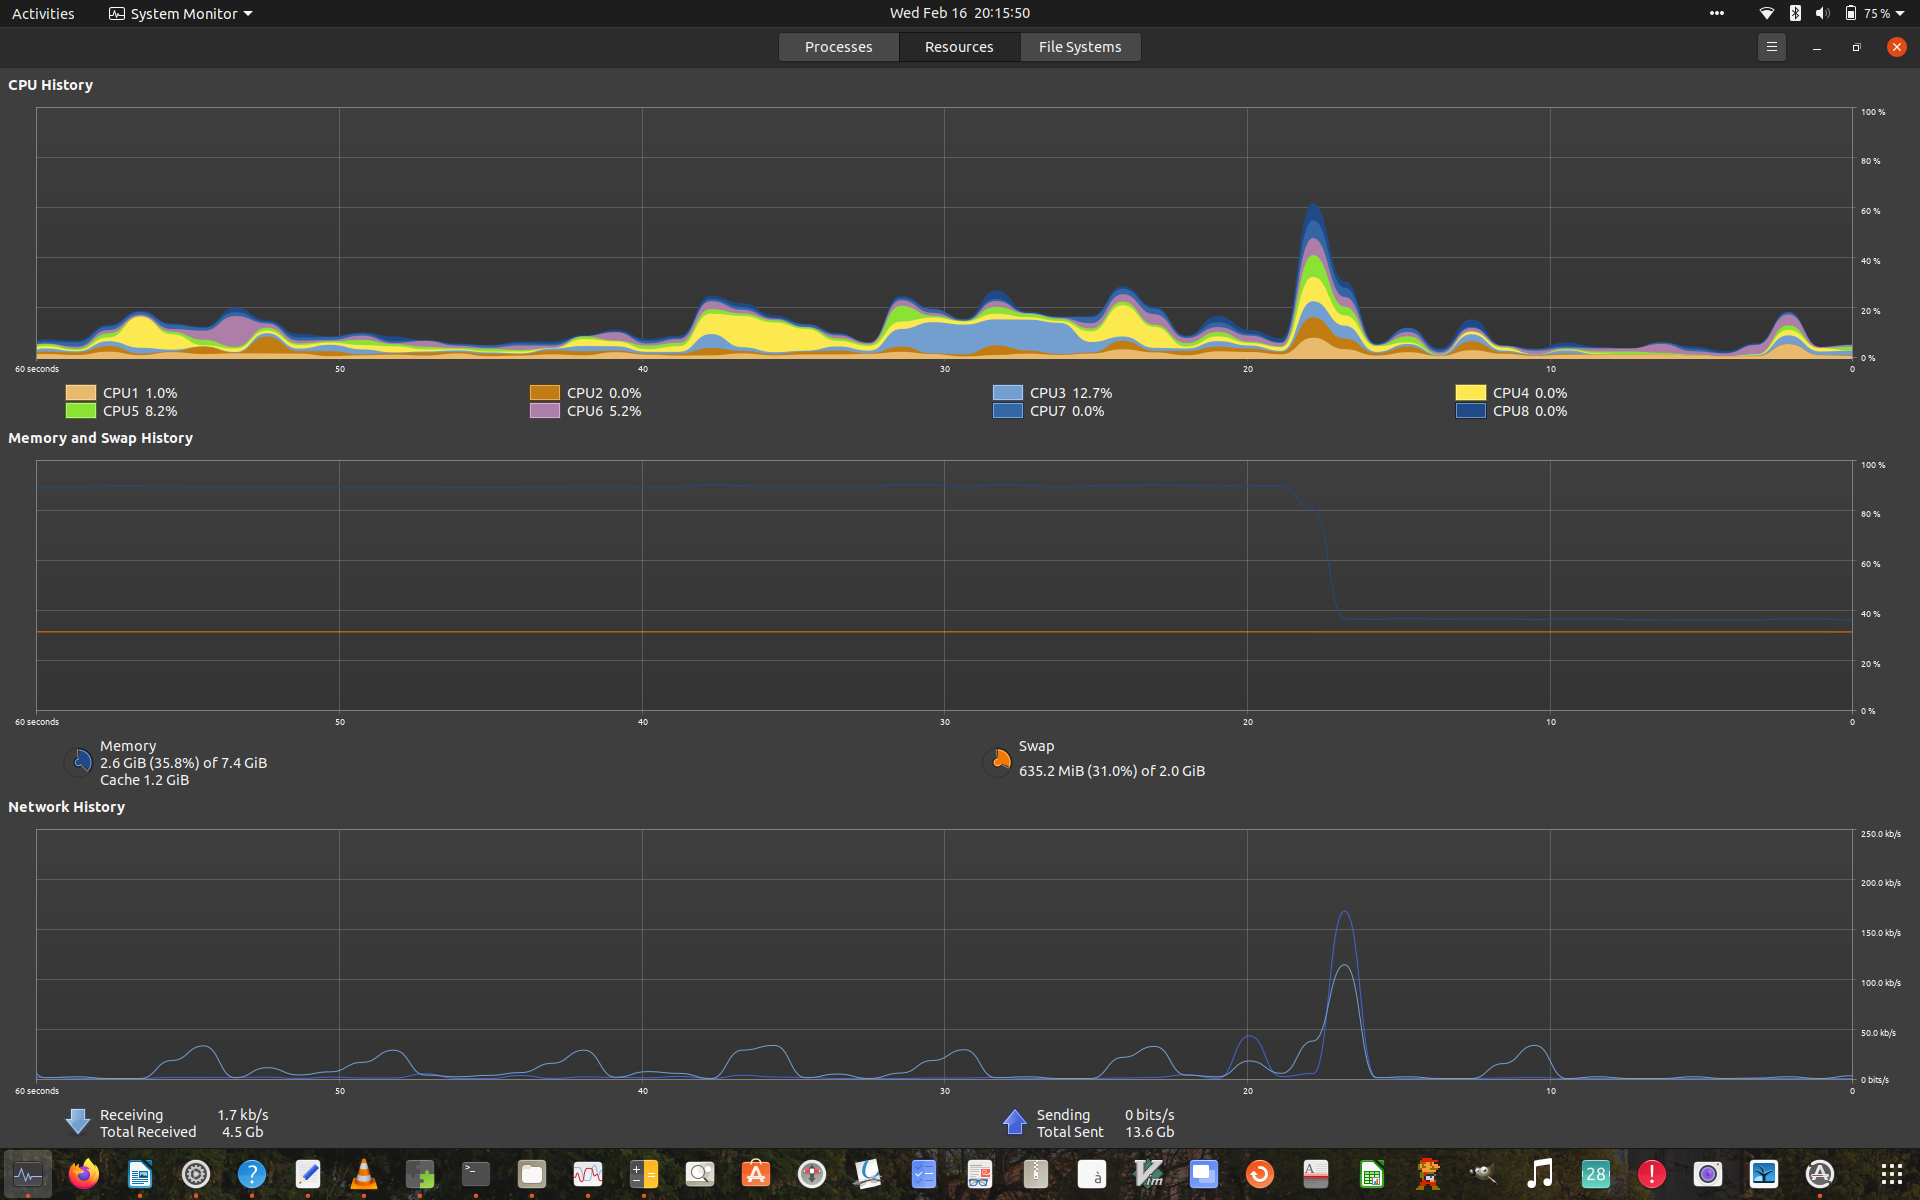 Activities System Monitor Wed Feb 16 20:15:50 75 %
Processes Resources File Systems
CPU History
100 %
80 %
60 %
40 %
20 %
0 %
60 seconds 50 40 30 20 10 0
CPU1 1.0% CPU2 0.0% CPU3 12.7% CPU4 0.0%
CPU5 8.2% CPU6 5.2% CPU7 0.0% CPU8 0.0%
Memory and Swap History
100 %
80 %
60 %
40 %
20 %
0 %
60 seconds 50 40 30 20 10 0
Memory
2.6 GiB (35.8%) of 7.4 GiB
Cache 1.2 GiB
Swap
635.2 MiB (31.0%) of 2.0 GiB
Network History
250.0 kb/s
200.0 kb/s
150.0 kb/s
100.0 kb/s
50.0 kb/s
0 bits/s
60 seconds 50 40 30 20 10 0
Receiving 1.7 kb/s
Total Received 4.5 Gb
Sending 0 bits/s
Total Sent 13.6 Gb
? >_ A à Vim A 28 !